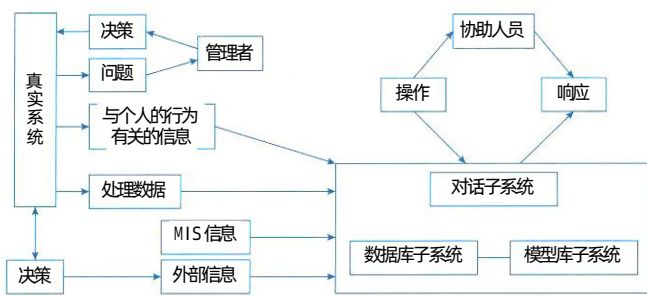 决策
协助人员
管理者
问题
操作
响应
真实系统
与个人的行为
有关的信息
处理数据
对话子系统
MIS信息
数据库子系统
模型库子系统
决策
外部信息